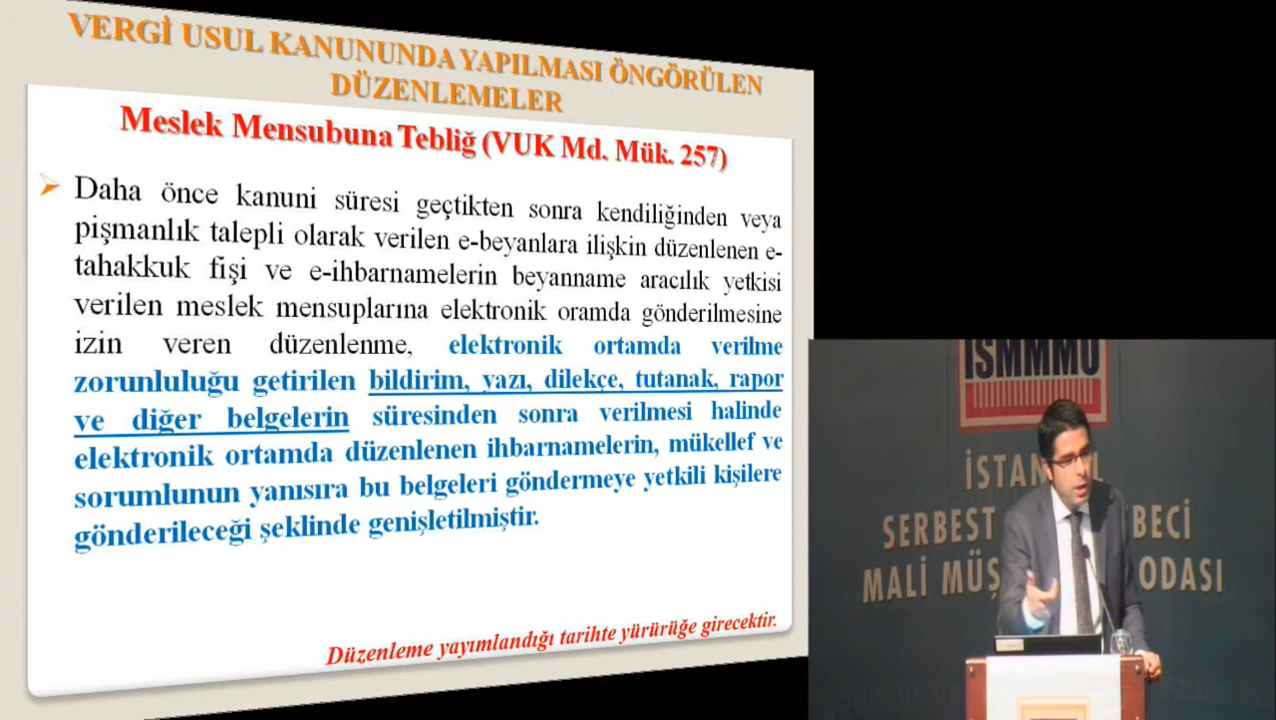 VERGİ USUL KANUNUNDA YAPILMASI ÖNGÖRÜLEN
DÜZENLEMELER
Meslek Mensubuna Tebliğ (VUK Md. Mük. 257)
Daha önce kanuni süresi geçtikten sonra kendiliğinden veya
pişmanlık talepli olarak verilen e-beyanlara ilişkin düzenlenen e-
tahakkuk fişi ve e-ihbarnamelerin beyanname aracılık yetkisi
verilen meslek mensuplarına elektronik oramda gönderilmesine
izin veren düzenlenme, elektronik ortamda verilme
zorunluluğu getirilen bildirim, yazı, dilekçe, tutanak, rapor
ve diğer belgelerin süresinden sonra verilmesi halinde
elektronik ortamda düzenlenen ihbarnamelerin, mükellef ve
sorumlunun yanısıra bu belgeleri göndermeye yetkili kişilere
gönderileceği şeklinde genişletilmiştir.
Düzenleme yayımlandığı tarihte yürürüğe girecektir.
İSMMMO
SERBEST
MALİ
ODASI